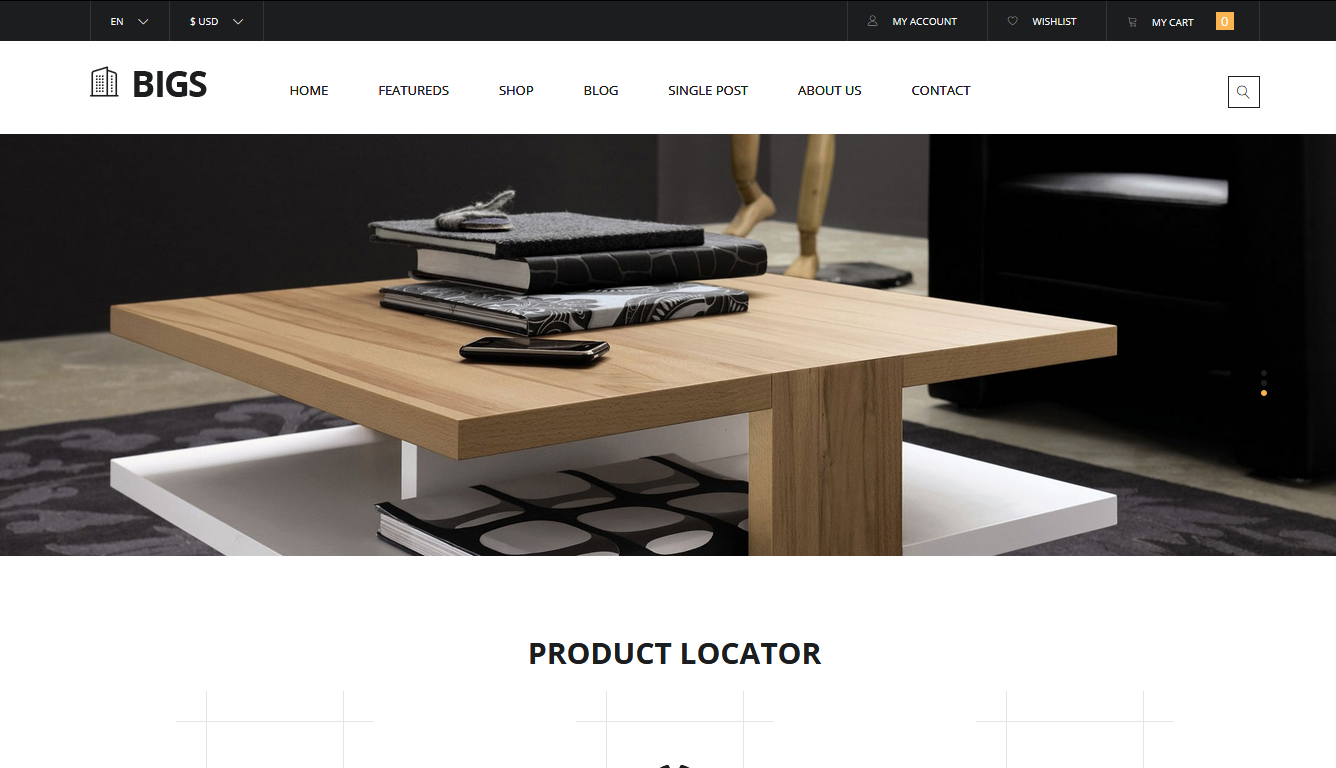 EN $ USD MY ACCOUNT WISHLIST MY CART 0
BIGS HOME FEATUREDS SHOP BLOG SINGLE POST ABOUT US CONTACT
PRODUCT LOCATOR